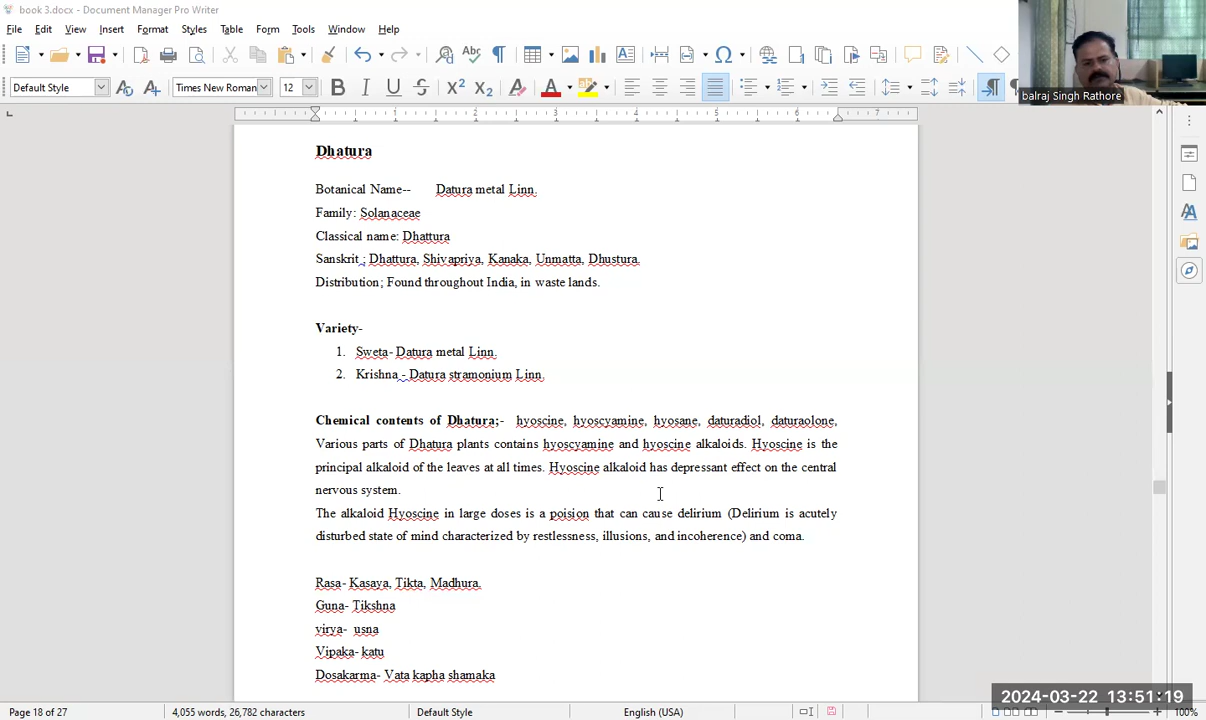 book 3.docx - Document Manager Pro Writer
File Edit View Insert Format Styles Table Form Tools Window Help
Default Style Times New Roman 12
balraj Singh Rathore
1 2 3 4 5 6 7
Dhatura
Botanical Name-- Datura metal Linn.
Family: Solanaceae
Classical name: Dhattura
Sanskrit ; Dhattura, Shivapriya, Kanaka, Unmatta, Dhustura.
Distribution; Found throughout India, in waste lands.
Variety-
1. Sweta- Datura metal Linn.
2. Krishna - Datura stramonium Linn.
Chemical contents of Dhatura;- hyoscine, hyoscyamine, hyosane, daturadiol, daturaolone,
Various parts of Dhatura plants contains hyoscyamine and hyoscine alkaloids. Hyoscine is the
principal alkaloid of the leaves at all times. Hyoscine alkaloid has depressant effect on the central
nervous system.
The alkaloid Hyoscine in large doses is a poision that can cause delirium (Delirium is acutely
disturbed state of mind characterized by restlessness, illusions, and incoherence) and coma.
Rasa- Kasaya, Tikta, Madhura.
Guna- Tikshna
virya- usna
Vipaka- katu
Dosakarma- Vata kapha shamaka
2024-03-22 13:51:19
Page 18 of 27 4,055 words, 26,782 characters Default Style English (USA) 100%